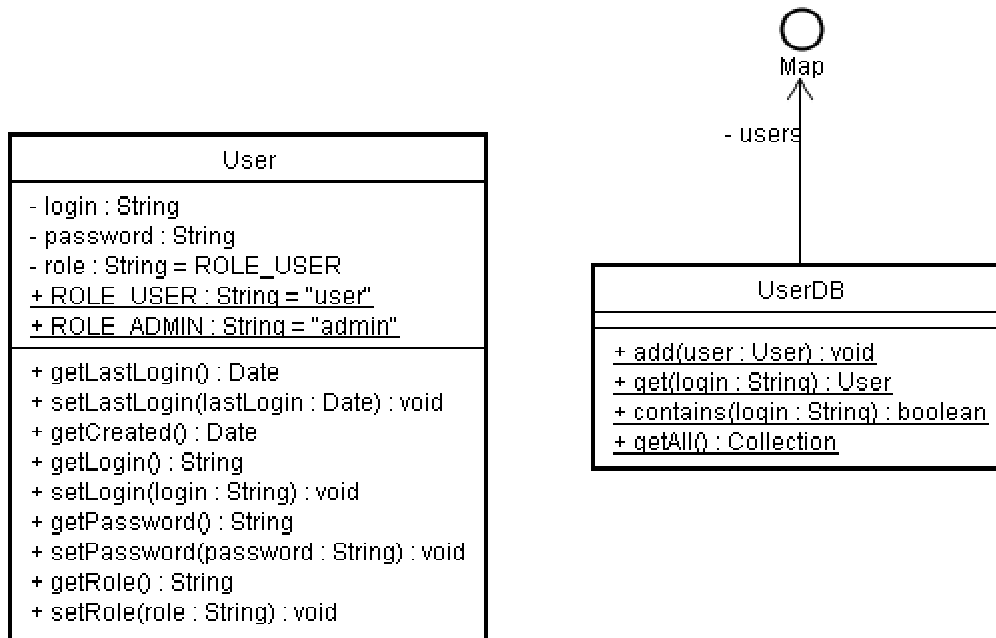 User
- login : String
- password : String
- role : String = ROLE_USER
+ ROLE_USER : String = "user"
+ ROLE_ADMIN : String = "admin"
+ getLastLogin() : Date
+ setLastLogin(lastLogin : Date) : void
+ getCreated() : Date
+ getLogin() : String
+ setLogin(login : String) : void
+ getPassword() : String
+ setPassword(password : String) : void
+ getRole() : String
+ setRole(role : String) : void
Map
- users
UserDB
+ add(user : User) : void
+ get(login : String) : User
+ contains(login : String) : boolean
+ getAll() : Collection